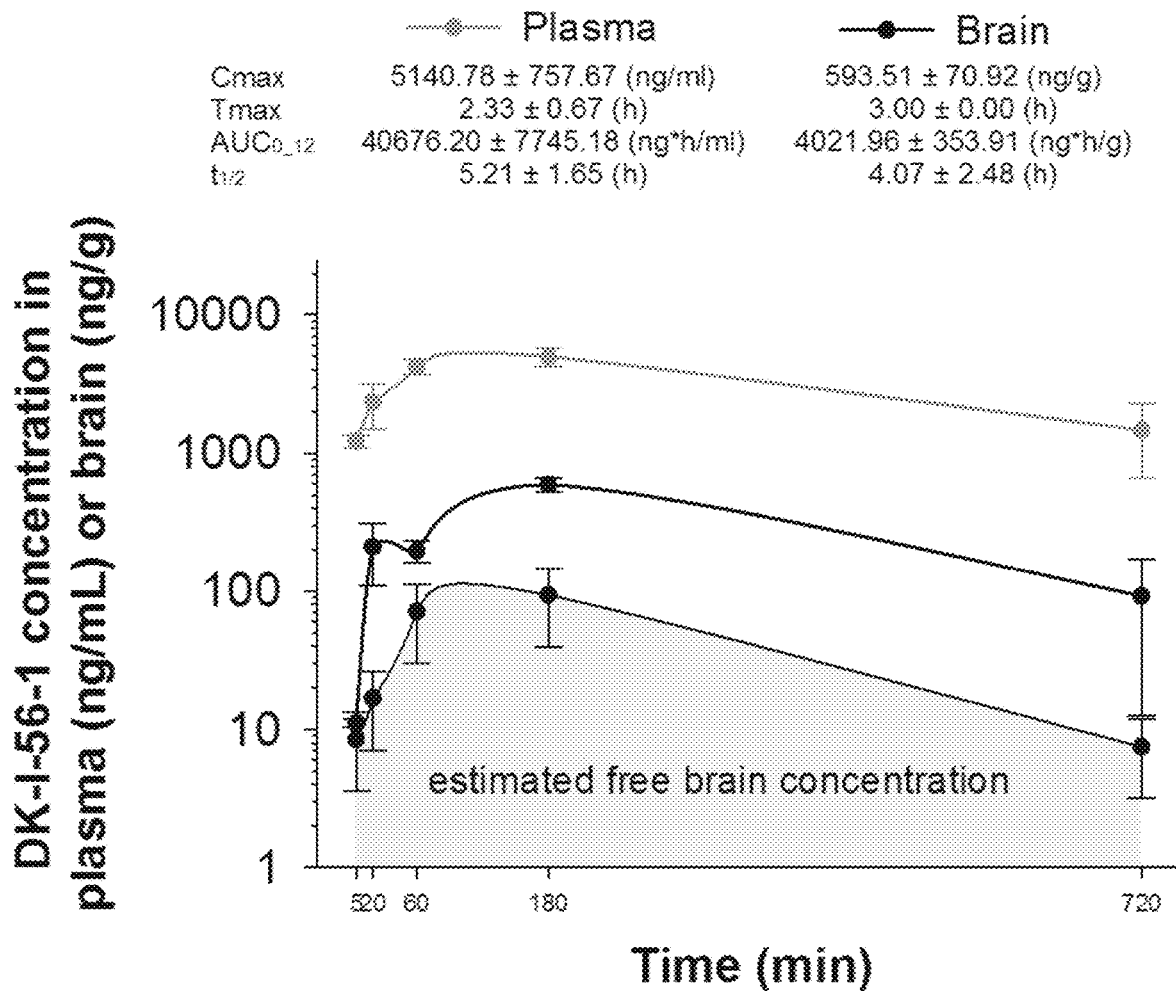 Plasma Brain
Cmax 5140.78 ± 757.67 (ng/ml) 593.51 ± 70.92 (ng/g)
Tmax 2.33 ± 0.67 (h) 3.00 ± 0.00 (h)
AUC0_12 40676.20 ± 7745.18 (ng*h/ml) 4021.96 ± 353.91 (ng*h/g)
t1/2 5.21 ± 1.65 (h) 4.07 ± 2.48 (h)
DK-I-56-1 concentration in
plasma (ng/mL) or brain (ng/g)
10000
1000
100
10
1
estimated free brain concentration
5 20 60 180 720
Time (min)